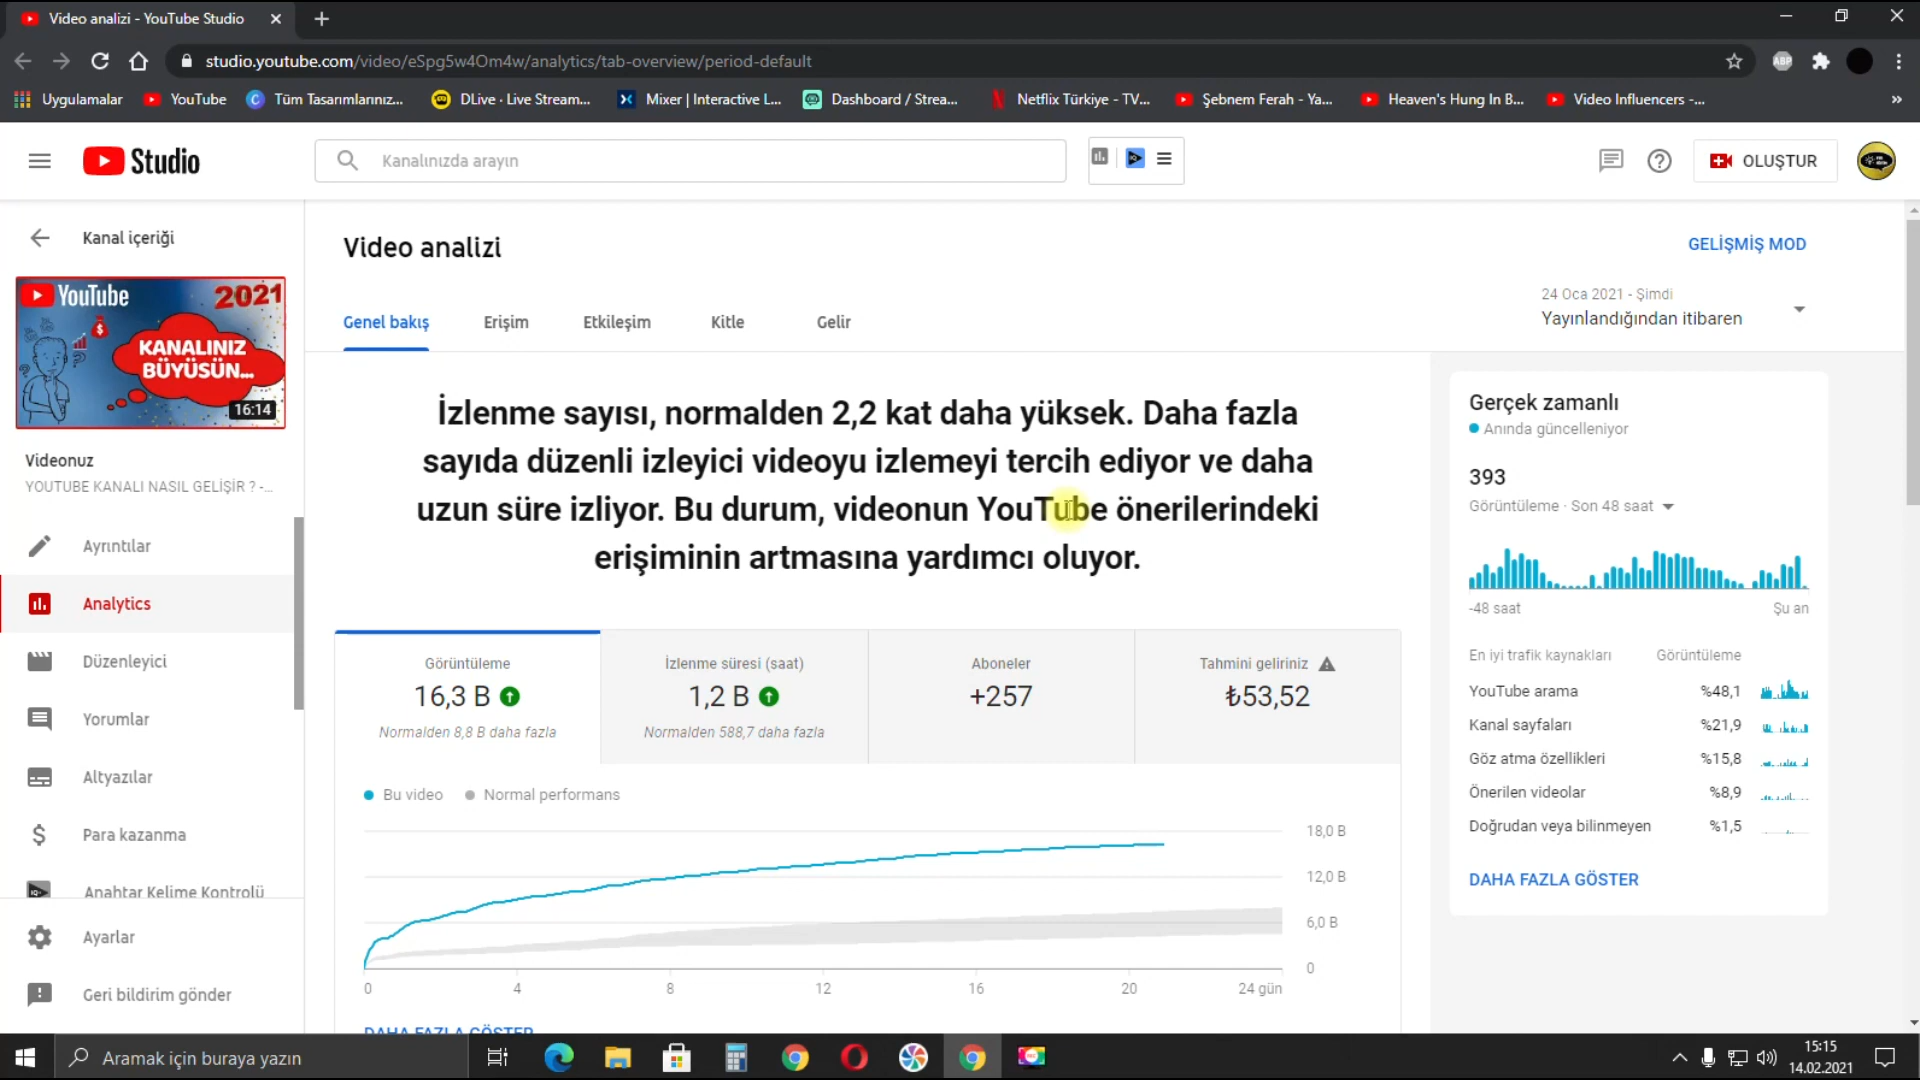 Video analizi - YouTube Studio
studio.youtube.com/video/eSpg5w4Om4w/analytics/tab-overview/period-default
ABP
Uygulamalar
YouTube
Tüm Tasarımlarınız...
DLive · Live Stream...
Mixer | Interactive L...
Dashboard / Strea...
Netflix Türkiye - TV...
Şebnem Ferah - Ya...
Heaven's Hung In B...
Video Influencers -...
Studio
Kanalınızda arayın
OLUŞTUR
Kanal içeriği
YouTube
2021
KANALINIZ
BÜYÜSÜN...
16:14
Videonuz
YOUTUBE KANALI NASIL GELİŞİR ? -...
Ayrıntılar
Analytics
Düzenleyici
Yorumlar
Altyazılar
Para kazanma
Anahtar Kelime Kontrolü
Ayarlar
Geri bildirim gönder
Video analizi
GELİŞMİŞ MOD
24 Oca 2021 - Şimdi
Yayınlandığından itibaren
Genel bakış
Erişim
Etkileşim
Kitle
Gelir
İzlenme sayısı, normalden 2,2 kat daha yüksek. Daha fazla
sayıda düzenli izleyici videoyu izlemeyi tercih ediyor ve daha
uzun süre izliyor. Bu durum, videonun YouTube önerilerindeki
erişiminin artmasına yardımcı oluyor.
Görüntüleme
16,3 B
Normalden 8,8 B daha fazla
İzlenme süresi (saat)
1,2 B
Normalden 588,7 daha fazla
Aboneler
+257
Tahmini geliriniz
₺53,52
Bu video
Normal performans
18,0 B
12,0 B
6,0 B
0
0
4
8
12
16
20
24 gün
DAHA FAZLA GÖSTER
Gerçek zamanlı
Anında güncelleniyor
393
Görüntüleme · Son 48 saat
-48 saat
Şu an
En iyi trafik kaynakları
Görüntüleme
YouTube arama
%48,1
Kanal sayfaları
%21,9
Göz atma özellikleri
%15,8
Önerilen videolar
%8,9
Doğrudan veya bilinmeyen
%1,5
DAHA FAZLA GÖSTER
Aramak için buraya yazın
15:15
14.02.2021